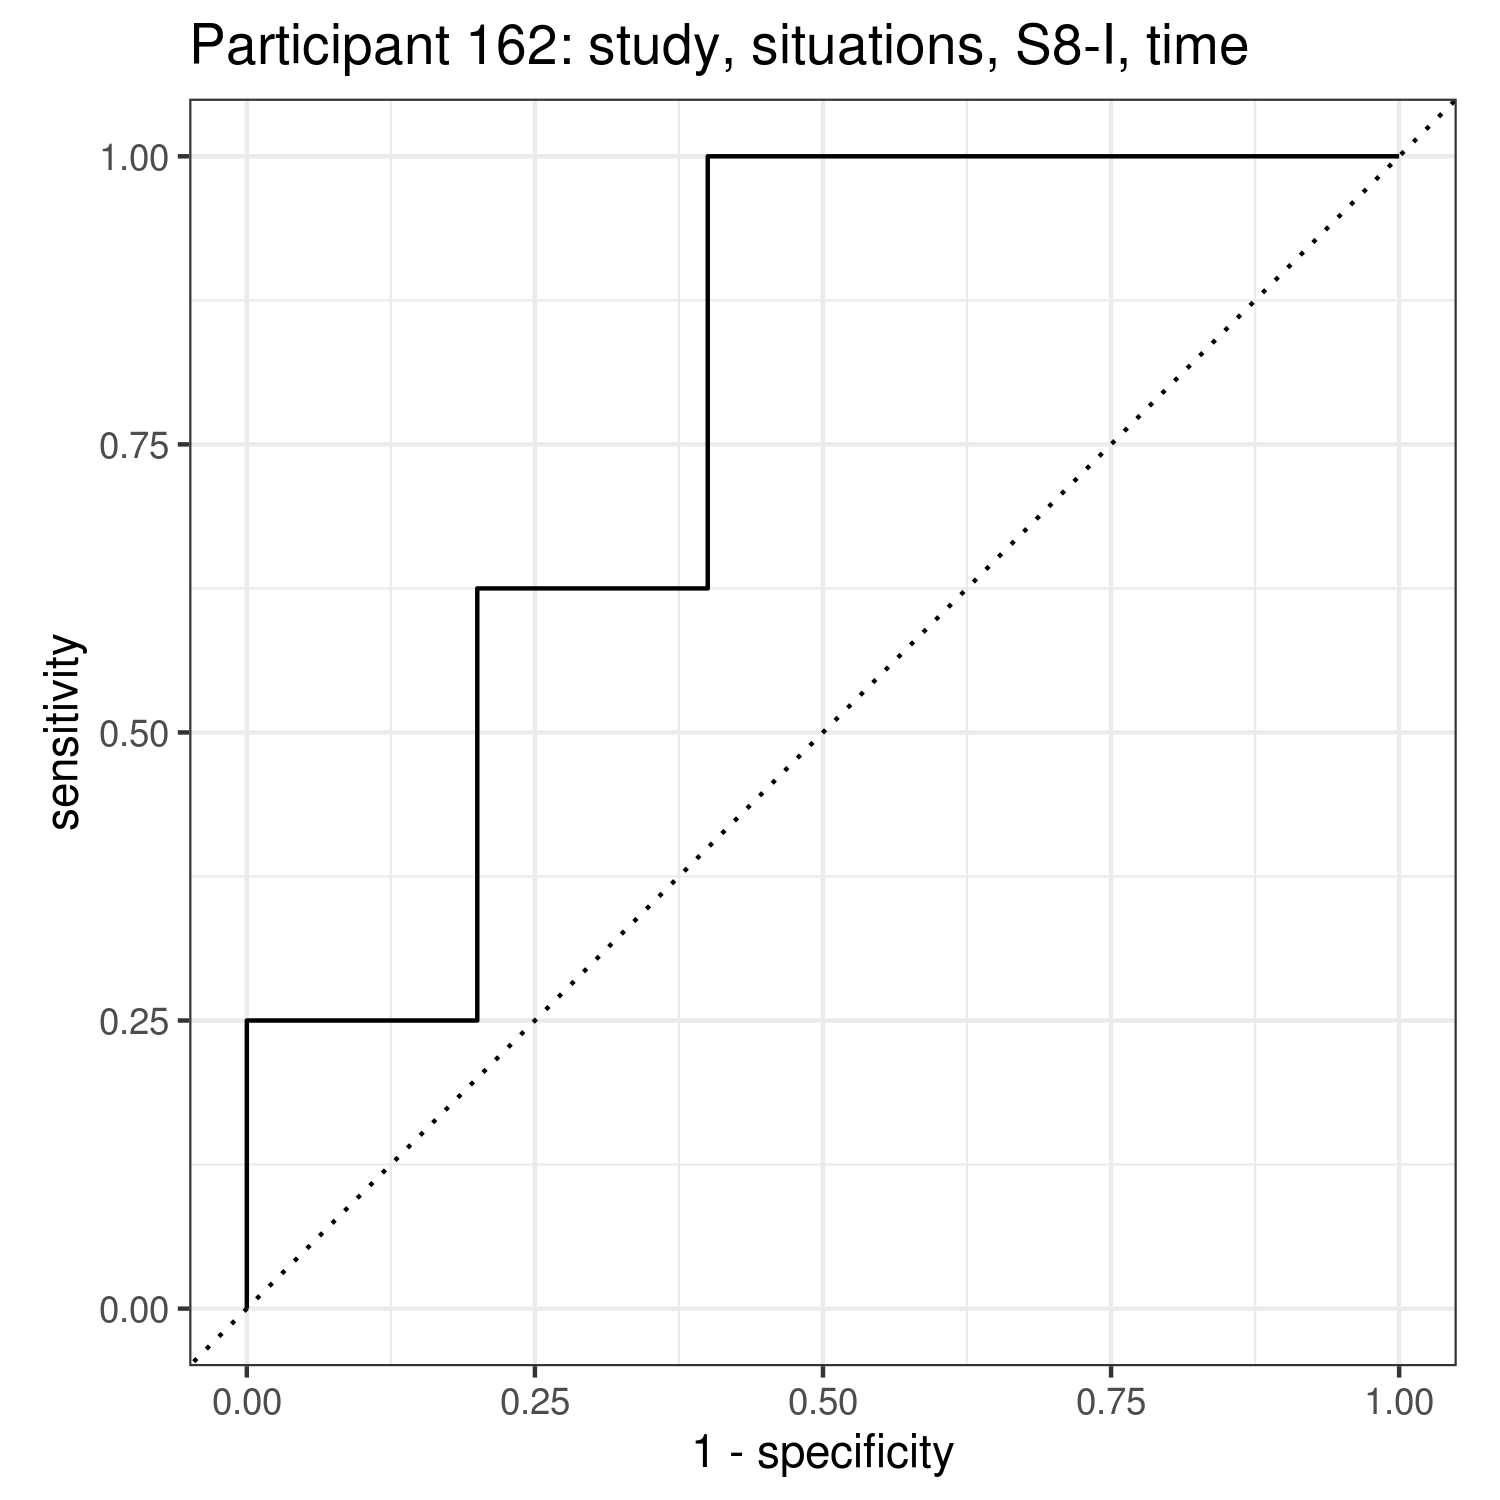 Participant 162: study, situations, S8-I, time
1.00
0.75
0.50
0.25
0.00
sensitivity
0.00 0.25 0.50 0.75 1.00
1 - specificity